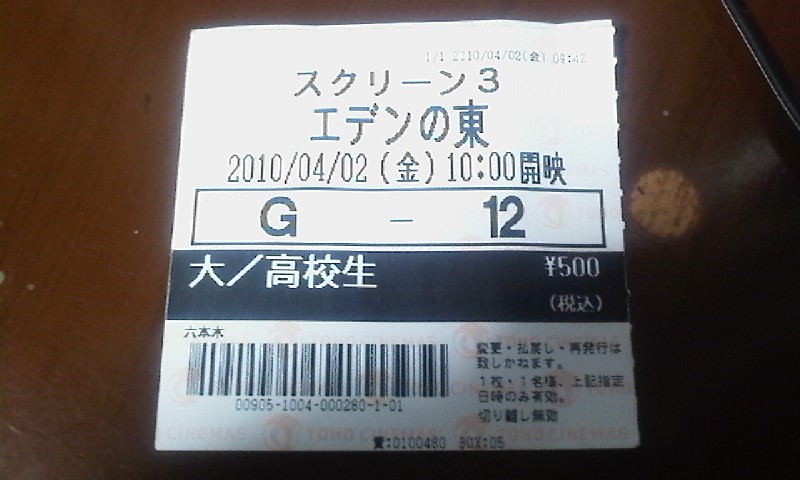 1/1 2010/04/02(金) 09:42
スクリーン3
エデンの東
2010/04/02(金) 10:00開映
G - 12
大/高校生 ¥500
(税込)
六本木
変更・払戻し・再発行は
致しかねます。
1枚・1名様、上記指定
日時のみ有効。
切り離し無効
00905-1004-000280-1-01
TOHO CINEMAS
賈:0100480 BOX:05